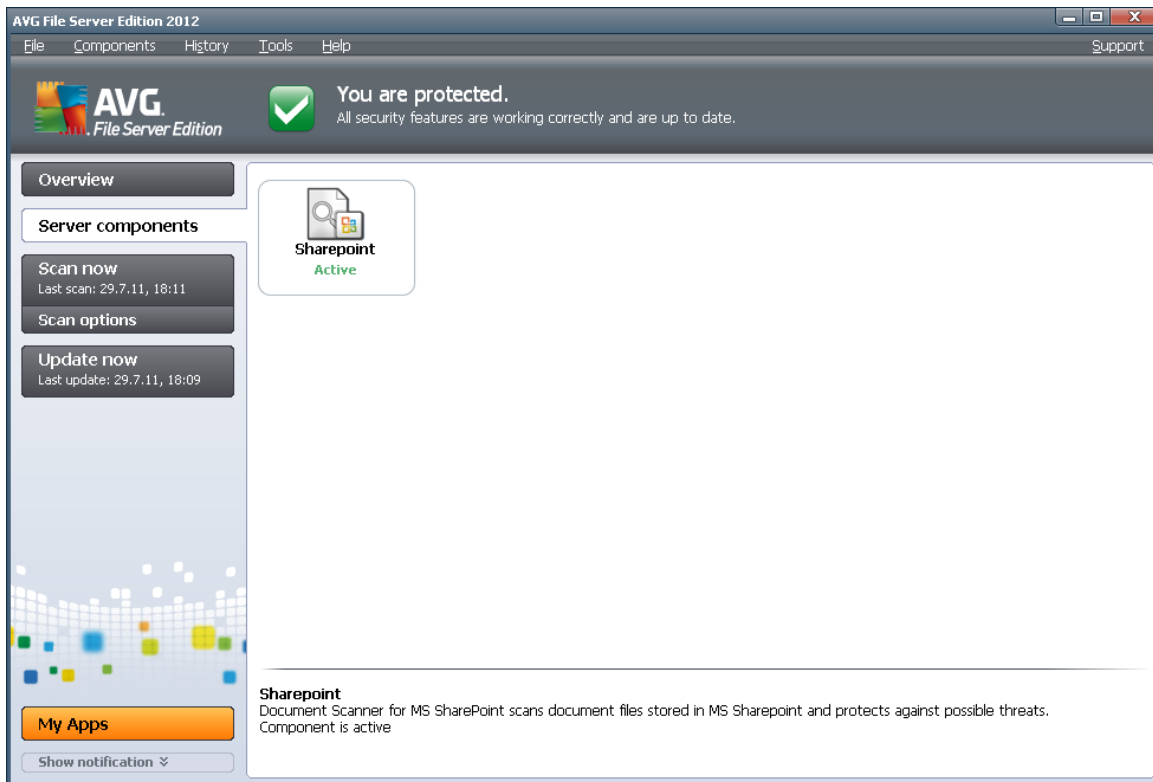 AVG File Server Edition 2012
File Components History Tools Help Support
AVG.
File Server Edition
You are protected.
All security features are working correctly and are up to date.
Overview
Server components
Scan now
Last scan: 29.7.11, 18:11
Scan options
Update now
Last update: 29.7.11, 18:09
My Apps
Show notification
Sharepoint
Active
Sharepoint
Document Scanner for MS SharePoint scans document files stored in MS Sharepoint and protects against possible threats.
Component is active